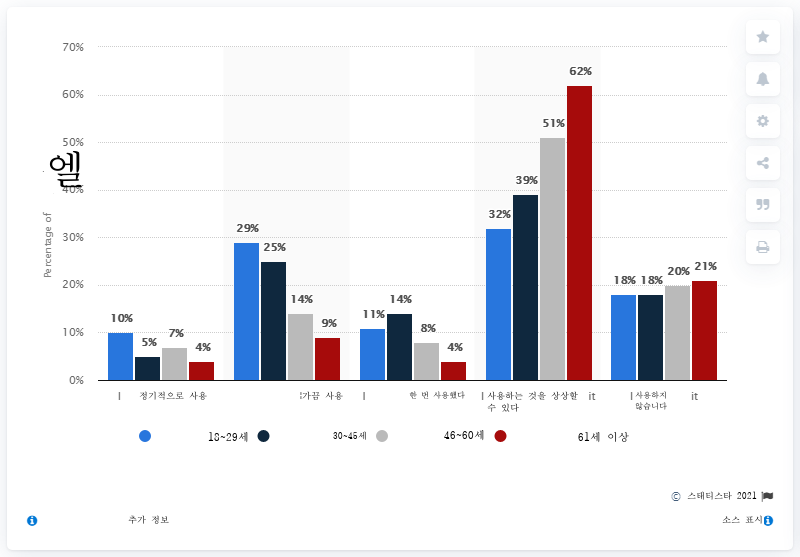 70%
62%
60%
51%
50%
엘
40%
39%
Percentage of
32%
30%
29%
25%
20%
14%
14%
18% 18% 20% 21%
10%
10%
11%
9%
8%
7%
5%
4%
4%
0%
I 정기적으로 사용
가끔 사용
I 한 번 사용했다
I 사용하는 것을 상상할 it
수 있다
I 사용하지 it
않습니다
18~29세
30~45세
46~60세
61세 이상
© 스태티스타 2021
추가 정보
소스 표시